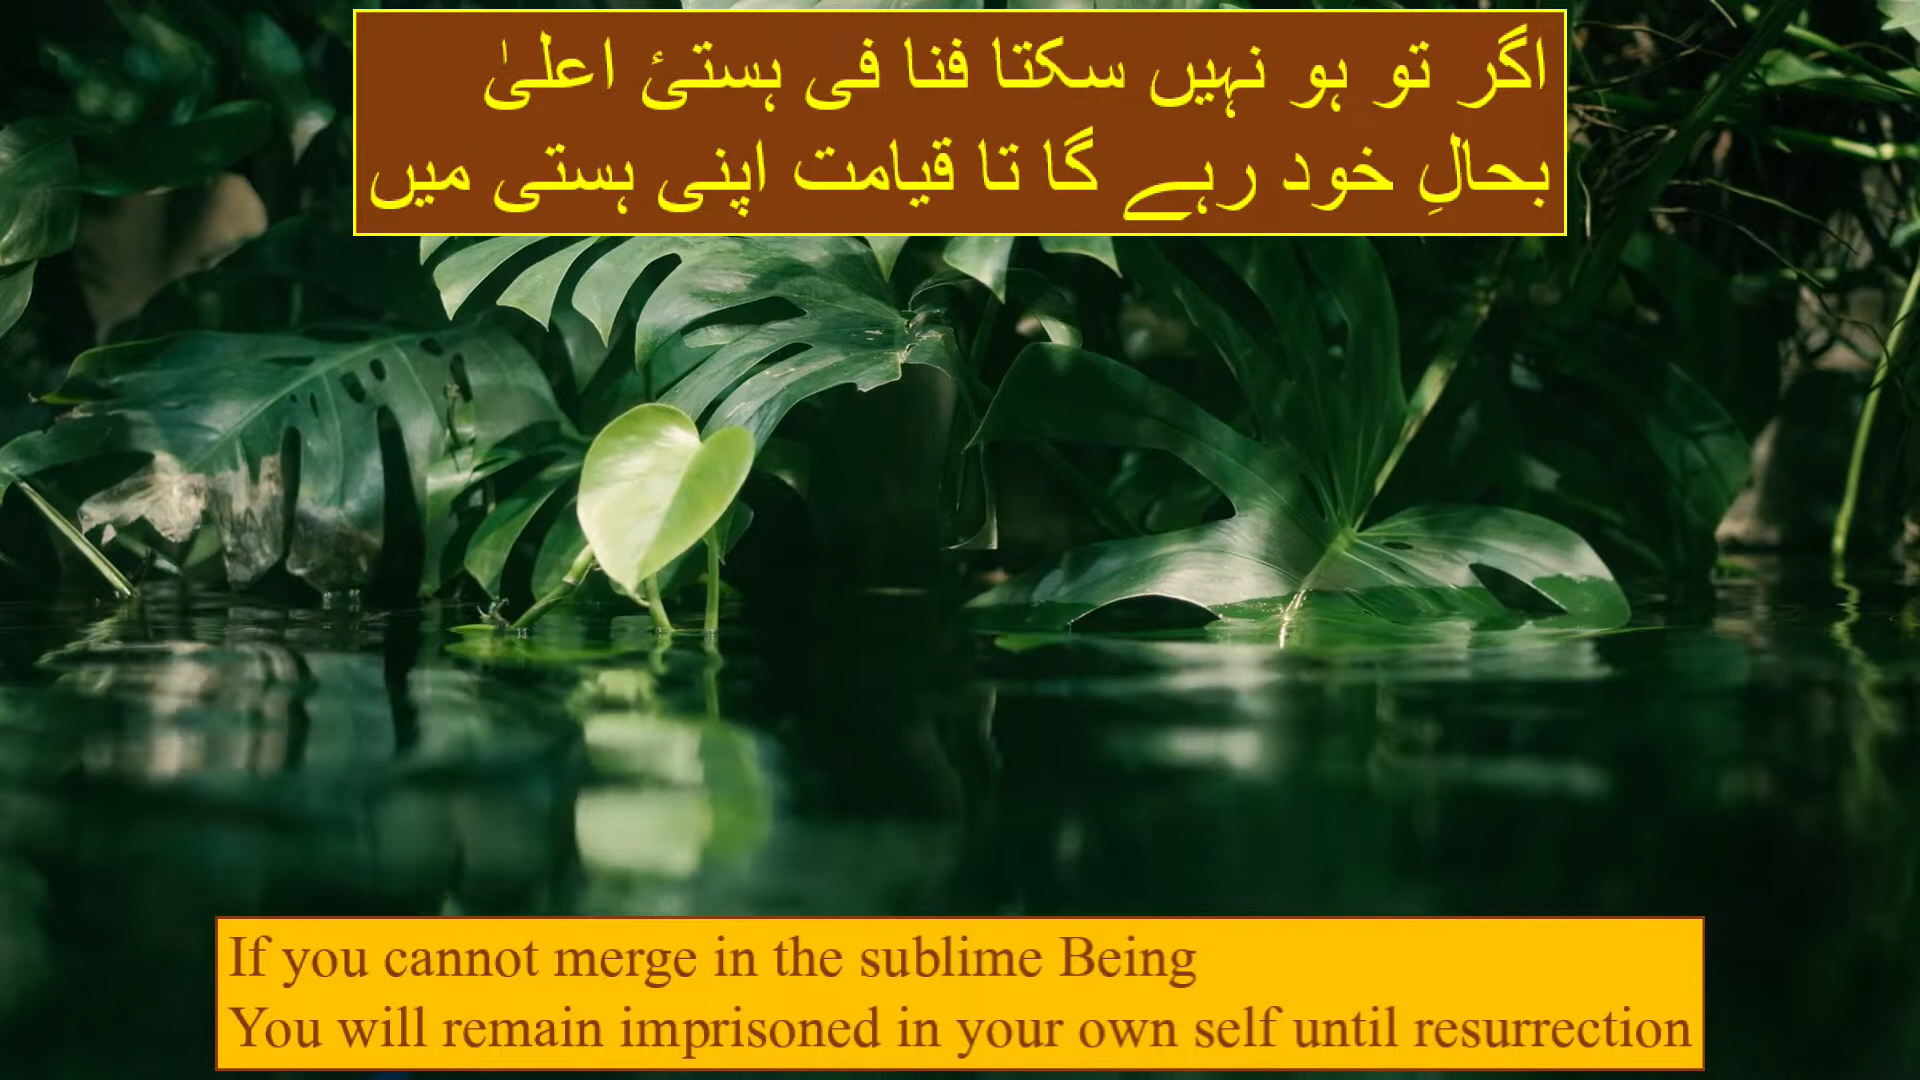 اگر تو ہو نہیں سکتا فنا فی ہستئ اعلیٰ
بحالِ خود رہے گا تا قیامت اپنی ہستی میں
If you cannot merge in the sublime Being
You will remain imprisoned in your own self until resurrection